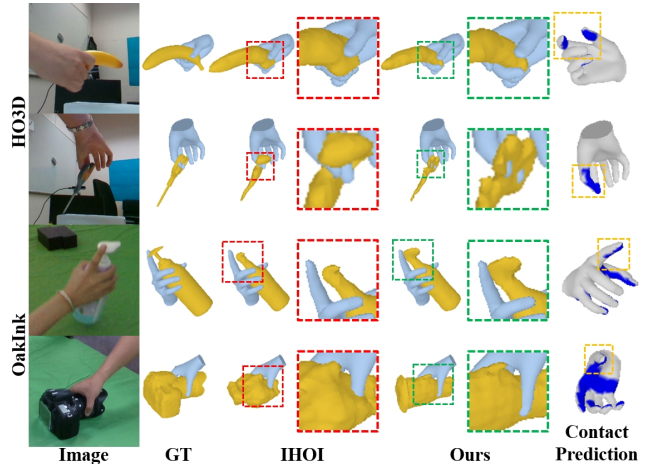 HO3D
OakInk
Image
GT
IHOI
Ours
Contact
Prediction